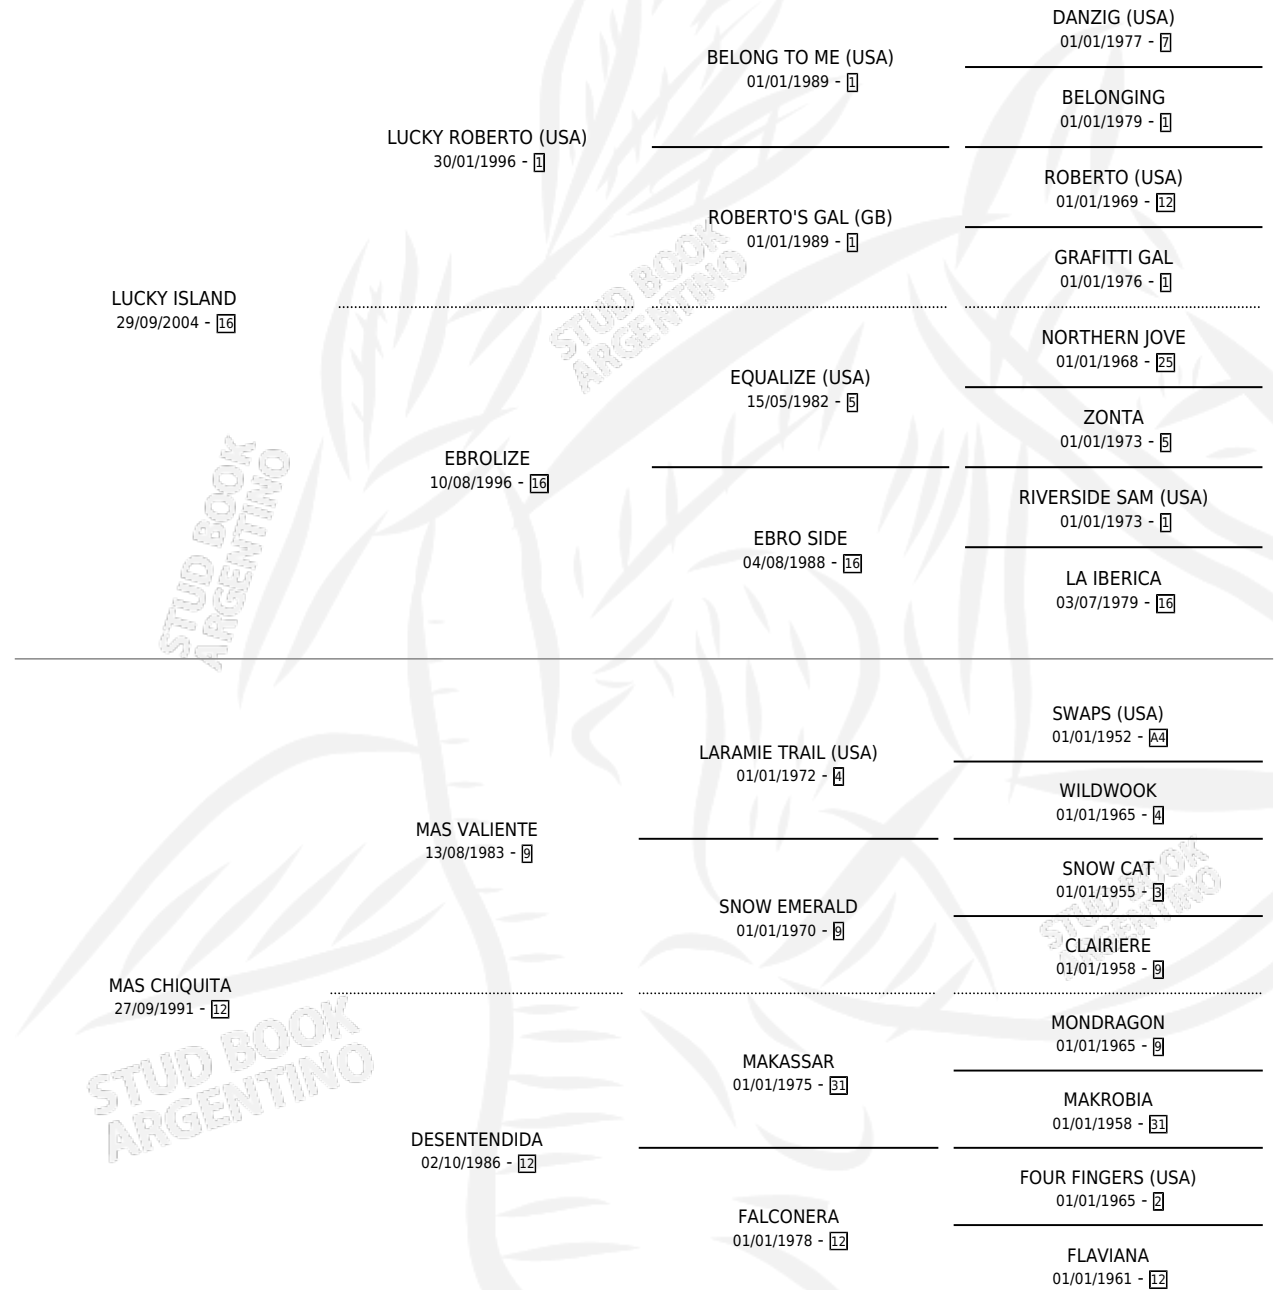 DANZIG (USA)
01/01/1977 - 7
BELONG TO ME (USA)
01/01/1989 - 1
BELONGING
01/01/1979 - 1
LUCKY ROBERTO (USA)
30/01/1996 - 1
ROBERTO (USA)
01/01/1969 - 12
ROBERTO'S GAL (GB)
01/01/1989 - 1
GRAFITTI GAL
01/01/1976 - 1
LUCKY ISLAND
29/09/2004 - 16
STUD BOOK
ARGENTINO
NORTHERN JOVE
01/01/1968 - 25
EQUALIZE (USA)
15/05/1982 - 5
ZONTA
01/01/1973 - 5
EBROLIZE
10/08/1996 - 16
RIVERSIDE SAM (USA)
01/01/1973 - 1
EBRO SIDE
04/08/1988 - 16
LA IBERICA
03/07/1979 - 16
STUD BOOK
ARGENTINO
SWAPS (USA)
01/01/1952 - A4
LARAMIE TRAIL (USA)
01/01/1972 - 4
WILDWOOK
01/01/1965 - 4
MAS VALIENTE
13/08/1983 - 9
SNOW CAT
01/01/1955 - 3
SNOW EMERALD
01/01/1970 - 9
STUD BOOK
ARGENTINO
CLAIRIERE
01/01/1958 - 9
MAS CHIQUITA
27/09/1991 - 12
STUD BOOK
ARGENTINO
MONDRAGON
01/01/1965 - 9
MAKASSAR
01/01/1975 - 31
MAKROBIA
01/01/1958 - 31
DESENTENDIDA
02/10/1986 - 12
FOUR FINGERS (USA)
01/01/1965 - 2
FALCONERA
01/01/1978 - 12
FLAVIANA
01/01/1961 - 12